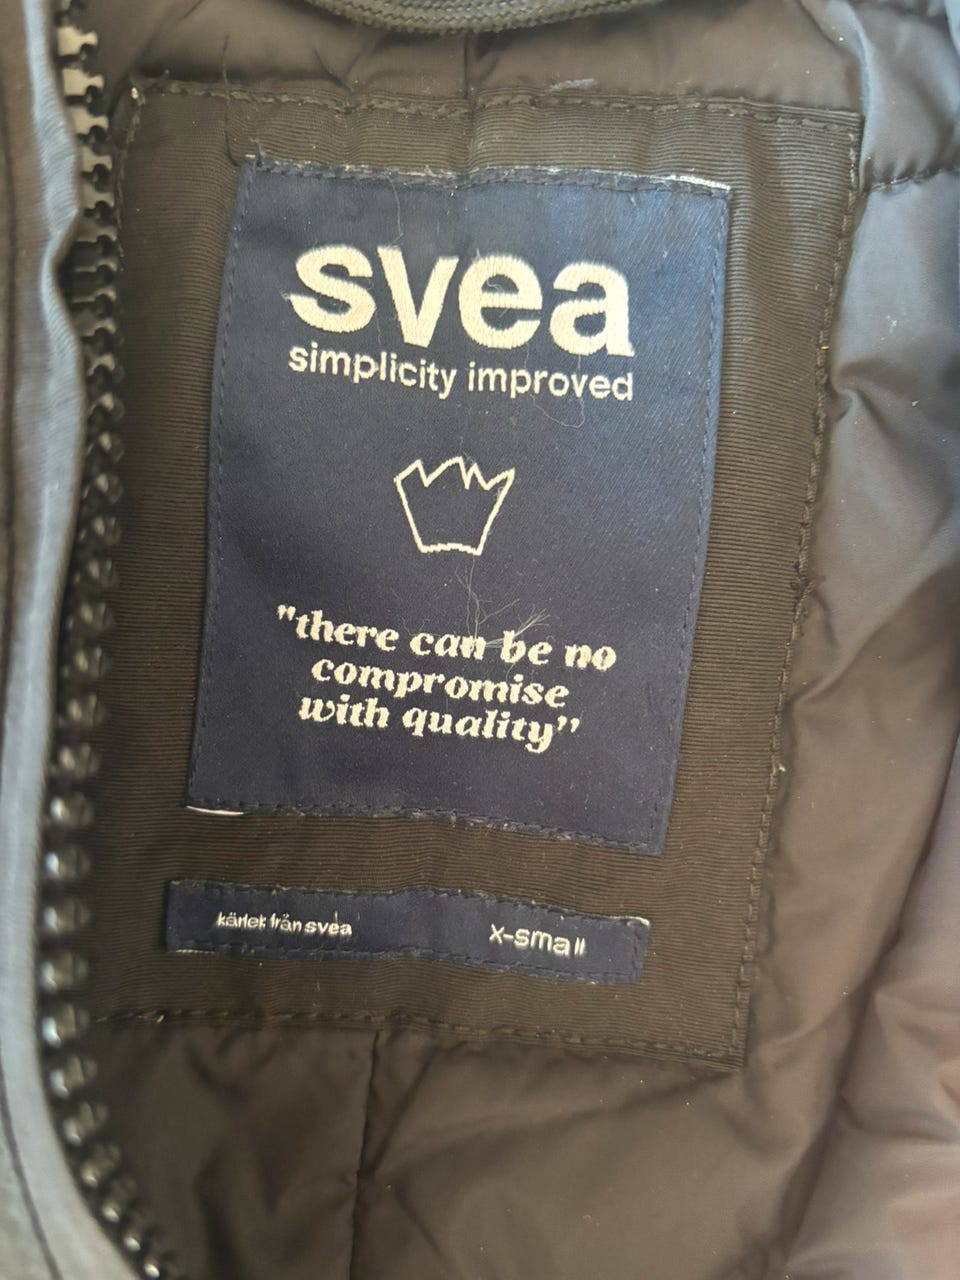 svea
simplicity improved
"there can be no
compromise
with quality"
kärlek från svea
x-small